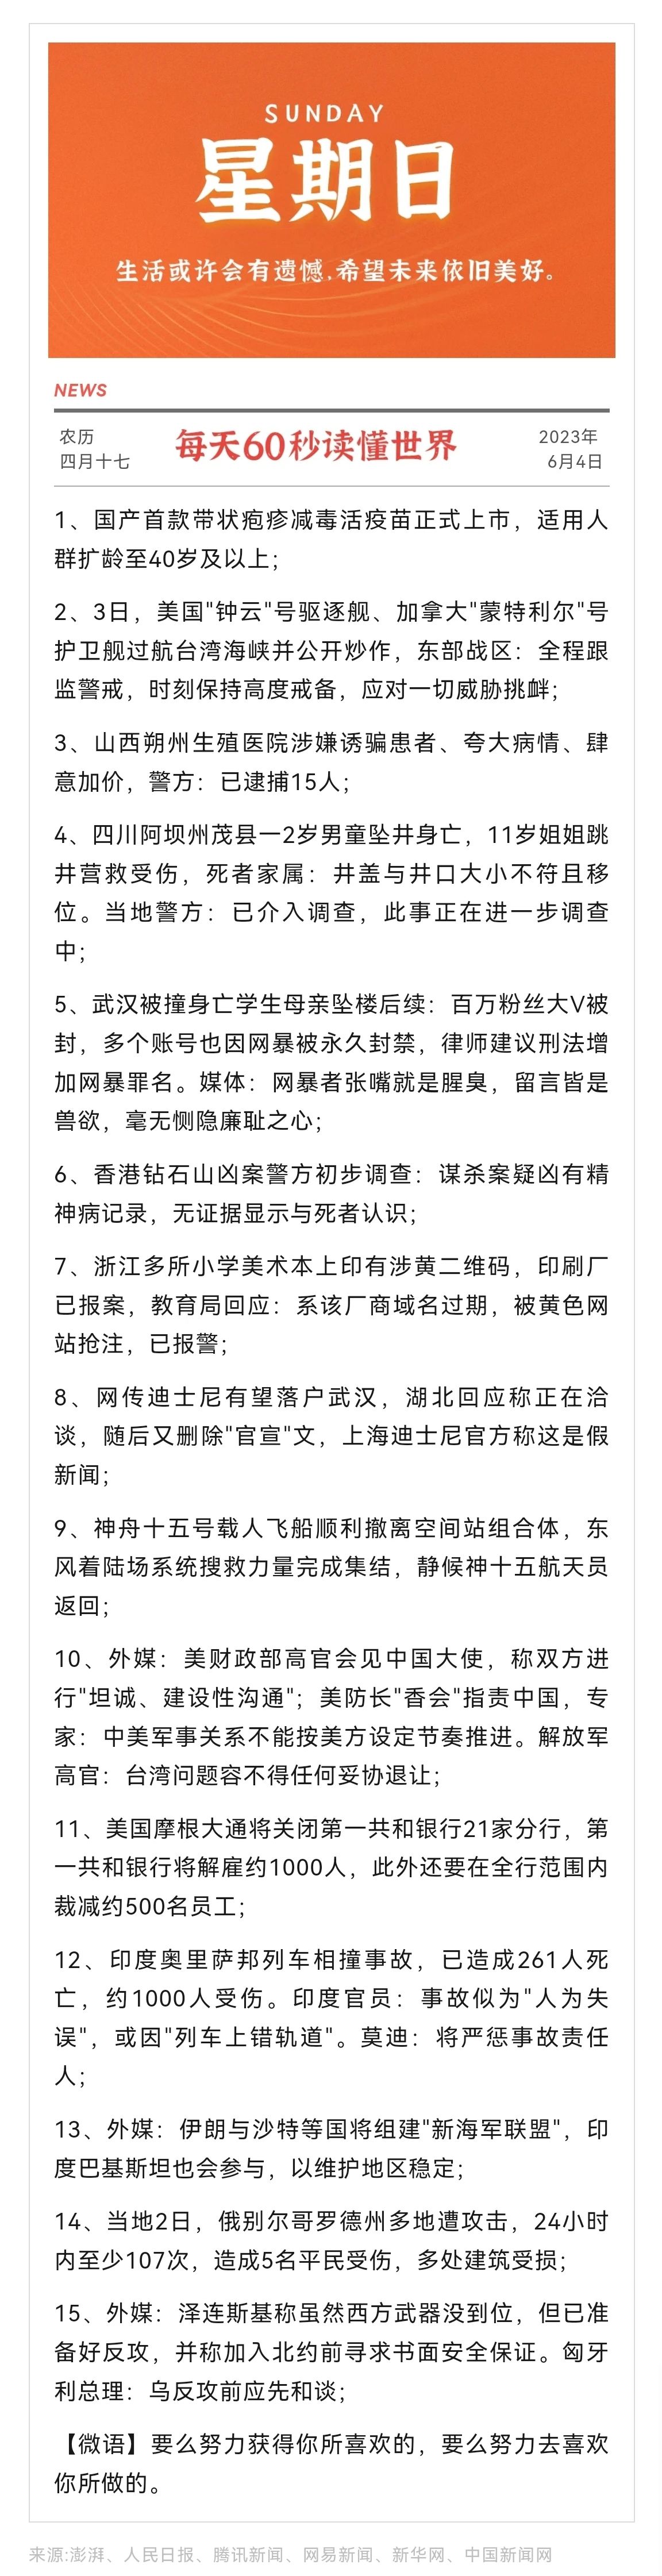 SUNDAY
星期日
生活或许会有遗憾,希望未来依旧美好。
NEWS
农历
四月十七
每天60秒读懂世界
2023年
6月4日
1、国产首款带状疱疹减毒活疫苗正式上市，适用人
群扩龄至40岁及以上；
2、3日，美国"钟云"号驱逐舰、加拿大"蒙特利尔"号
护卫舰过航台湾海峡并公开炒作，东部战区：全程跟
监警戒，时刻保持高度戒备，应对一切威胁挑衅；
3、山西朔州生殖医院涉嫌诱骗患者、夸大病情、肆
意加价，警方：已逮捕15人；
4、四川阿坝州茂县一2岁男童坠井身亡，11岁姐姐跳
井营救受伤，死者家属：井盖与井口大小不符且移
位。当地警方：已介入调查，此事正在进一步调查
中；
5、武汉被撞身亡学生母亲坠楼后续：百万粉丝大V被
封，多个账号也因网暴被永久封禁，律师建议刑法增
加网暴罪名。媒体：网暴者张嘴就是腥臭，留言皆是
兽欲，毫无恻隐廉耻之心；
6、香港钻石山凶案警方初步调查：谋杀案疑凶有精
神病记录，无证据显示与死者认识；
7、浙江多所小学美术本上印有涉黄二维码，印刷厂
已报案，教育局回应：系该厂商域名过期，被黄色网
站抢注，已报警；
8、网传迪士尼有望落户武汉，湖北回应称正在洽
谈，随后又删除"官宣"文，上海迪士尼官方称这是假
新闻；
9、神舟十五号载人飞船顺利撤离空间站组合体，东
风着陆场系统搜救力量完成集结，静候神十五航天员
返回；
10、外媒：美财政部高官会见中国大使，称双方进
行"坦诚、建设性沟通"；美防长"香会"指责中国，专
家：中美军事关系不能按美方设定节奏推进。解放军
高官：台湾问题容不得任何妥协退让；
11、美国摩根大通将关闭第一共和银行21家分行，第
一共和银行将解雇约1000人，此外还要在全行范围内
裁减约500名员工；
12、印度奥里萨邦列车相撞事故，已造成261人死
亡，约1000人受伤。印度官员：事故似为"人为失
误"，或因"列车上错轨道"。莫迪：将严惩事故责任
人；
13、外媒：伊朗与沙特等国将组建"新海军联盟"，印
度巴基斯坦也会参与，以维护地区稳定；
14、当地2日，俄别尔哥罗德州多地遭攻击，24小时
内至少107次，造成5名平民受伤，多处建筑受损；
15、外媒：泽连斯基称虽然西方武器没到位，但已准
备好反攻，并称加入北约前寻求书面安全保证。匈牙
利总理：乌反攻前应先和谈；
【微语】要么努力获得你所喜欢的，要么努力去喜欢
你所做的。
来源:澎湃、人民日报、腾讯新闻、网易新闻、新华网、中国新闻网